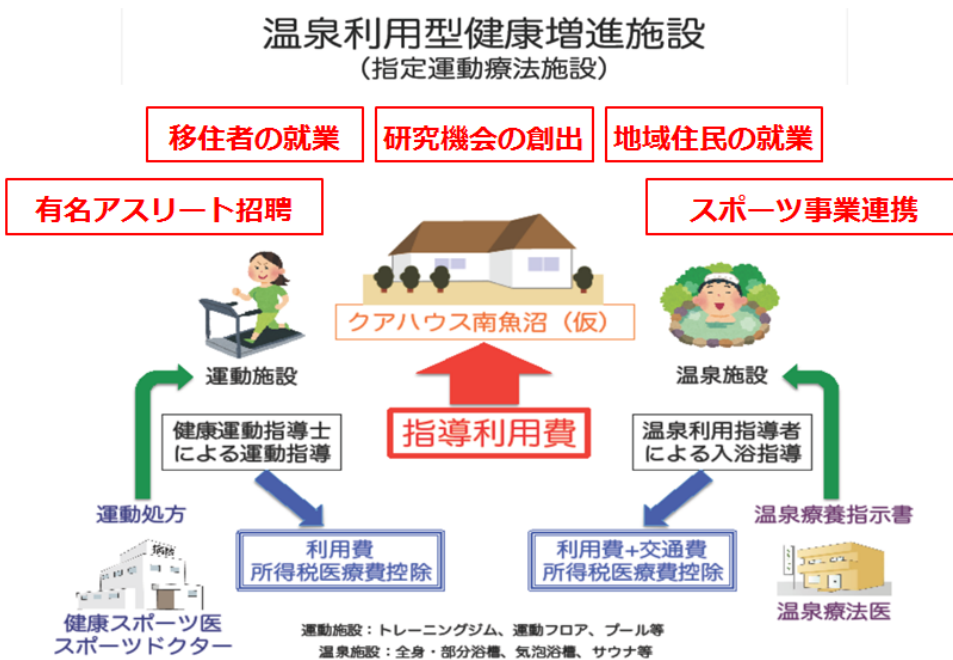 温泉利用型健康増進施設
(指定運動療法施設)
移住者の就業
研究機会の創出
地域住民の就業
有名アスリート招聘
スポーツ事業連携
クアハウス南魚沼（仮）
運動施設
温泉施設
指導利用費
健康運動指導士
による運動指導
温泉利用指導者
による入浴指導
運動処方
温泉療養指示書
利用費
所得税医療費控除
利用費+交通費
所得税医療費控除
病院
健康スポーツ医
スポーツドクター
温泉療法医
運動施設：トレーニングジム、運動フロア、プール等
温泉施設：全身・部分浴槽、気泡浴槽、サウナ等